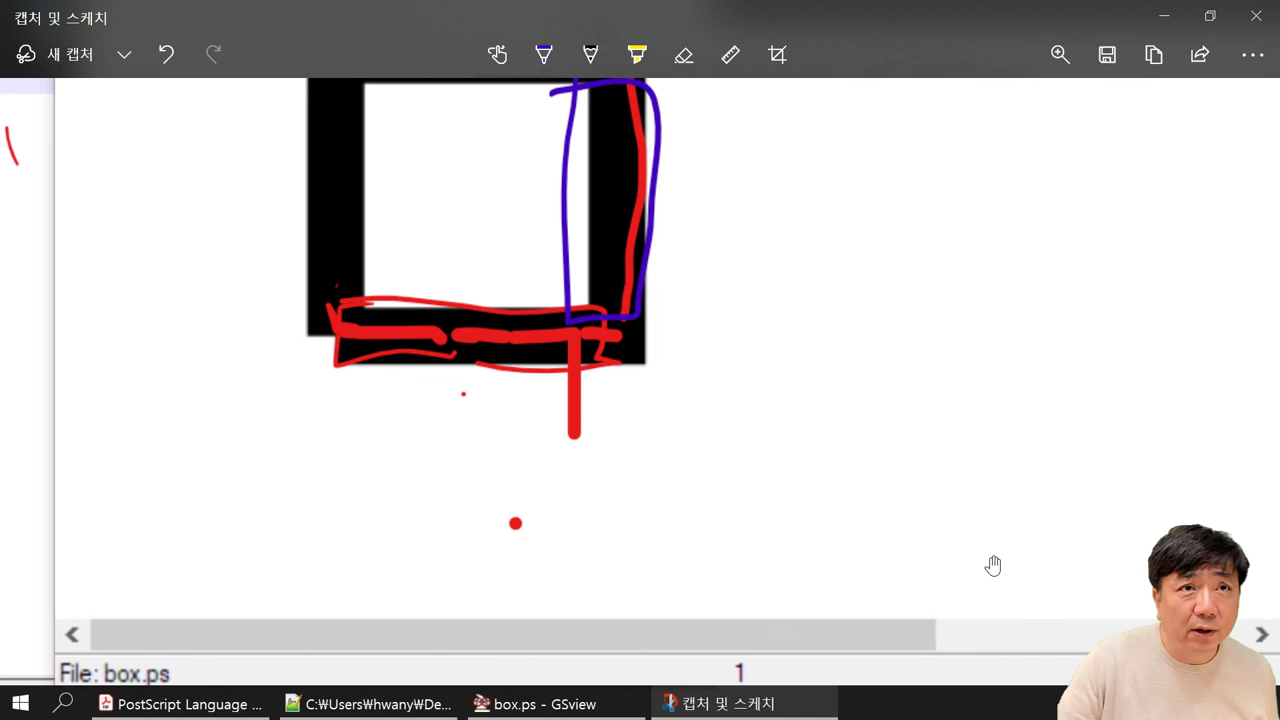 캡처 및 스케치
새 캡처
File: box.ps
1
PostScript Language ...
C:₩Users₩hwany₩De...
box.ps - GSview
캡처 및 스케치